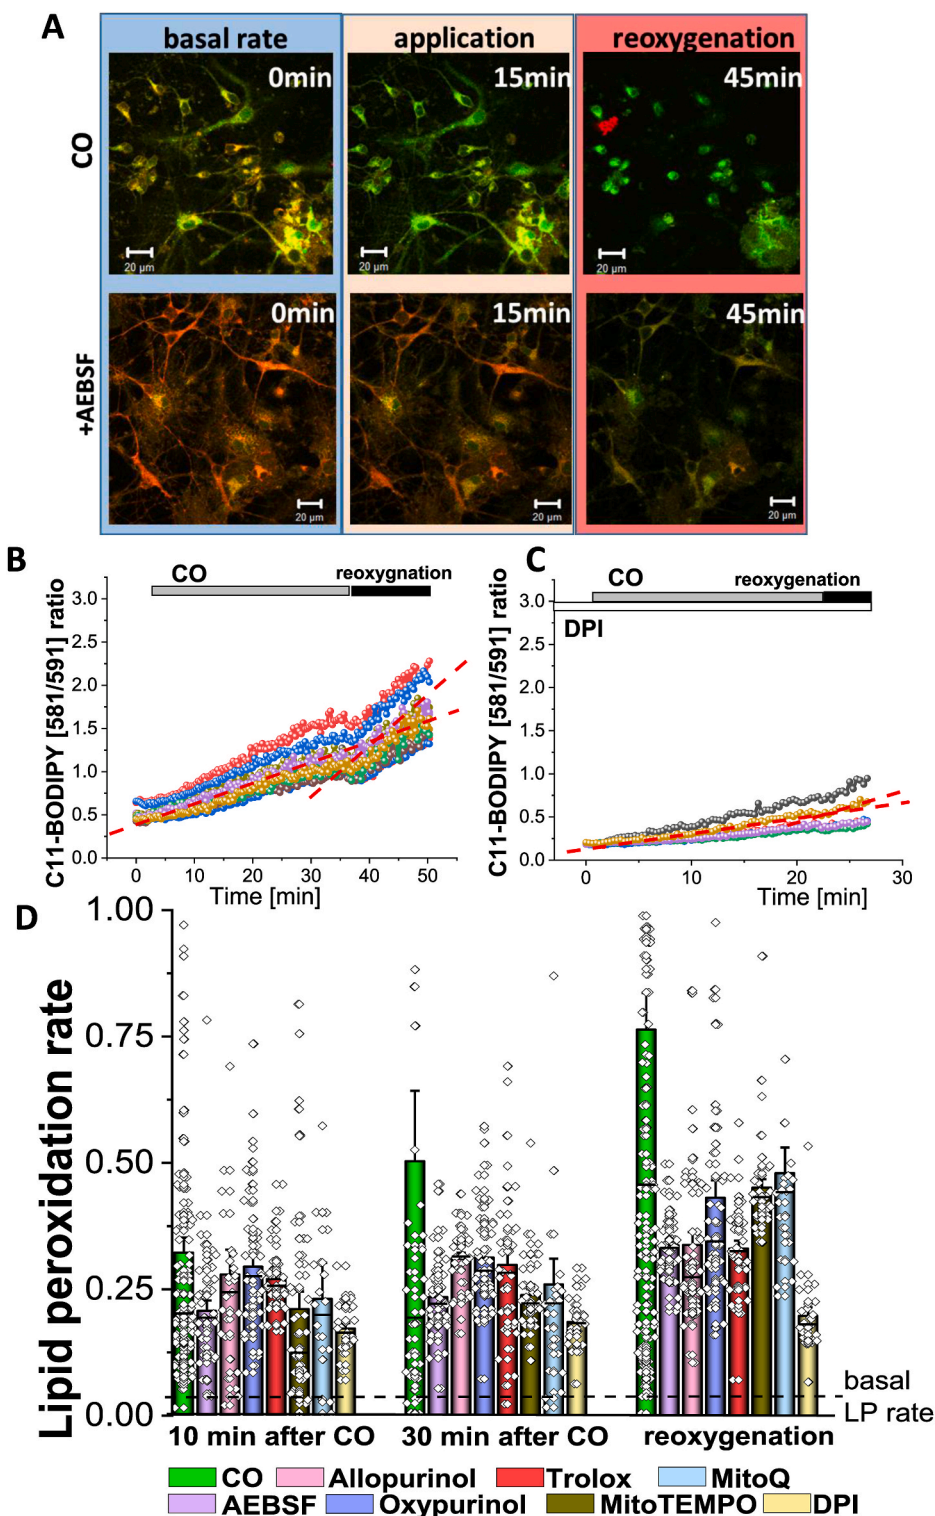 A
basal rate
application
reoxygenation
CO
0min
15min
45min
20 µm
20 µm
20 µm
+AEBSF
0min
15min
45min
20 µm
20 µm
20 µm
B
CO
reoxygnation
C11-BODIPY [581/591] ratio
3.0
2.5
2.0
1.5
1.0
0.5
0.0
0
10
20
30
40
50
Time [min]
C
CO
reoxygenation
DPI
C11-BODIPY [581/591] ratio
3.0
2.5
2.0
1.5
1.0
0.5
0.0
0
10
20
30
Time [min]
D
Lipid peroxidation rate
1.00
0.75
0.50
0.25
0.00
basal
LP rate
10 min after CO
30 min after CO
reoxygenation
CO
Allopurinol
Trolox
MitoQ
AEBSF
Oxypurinol
MitoTEMPO
DPI